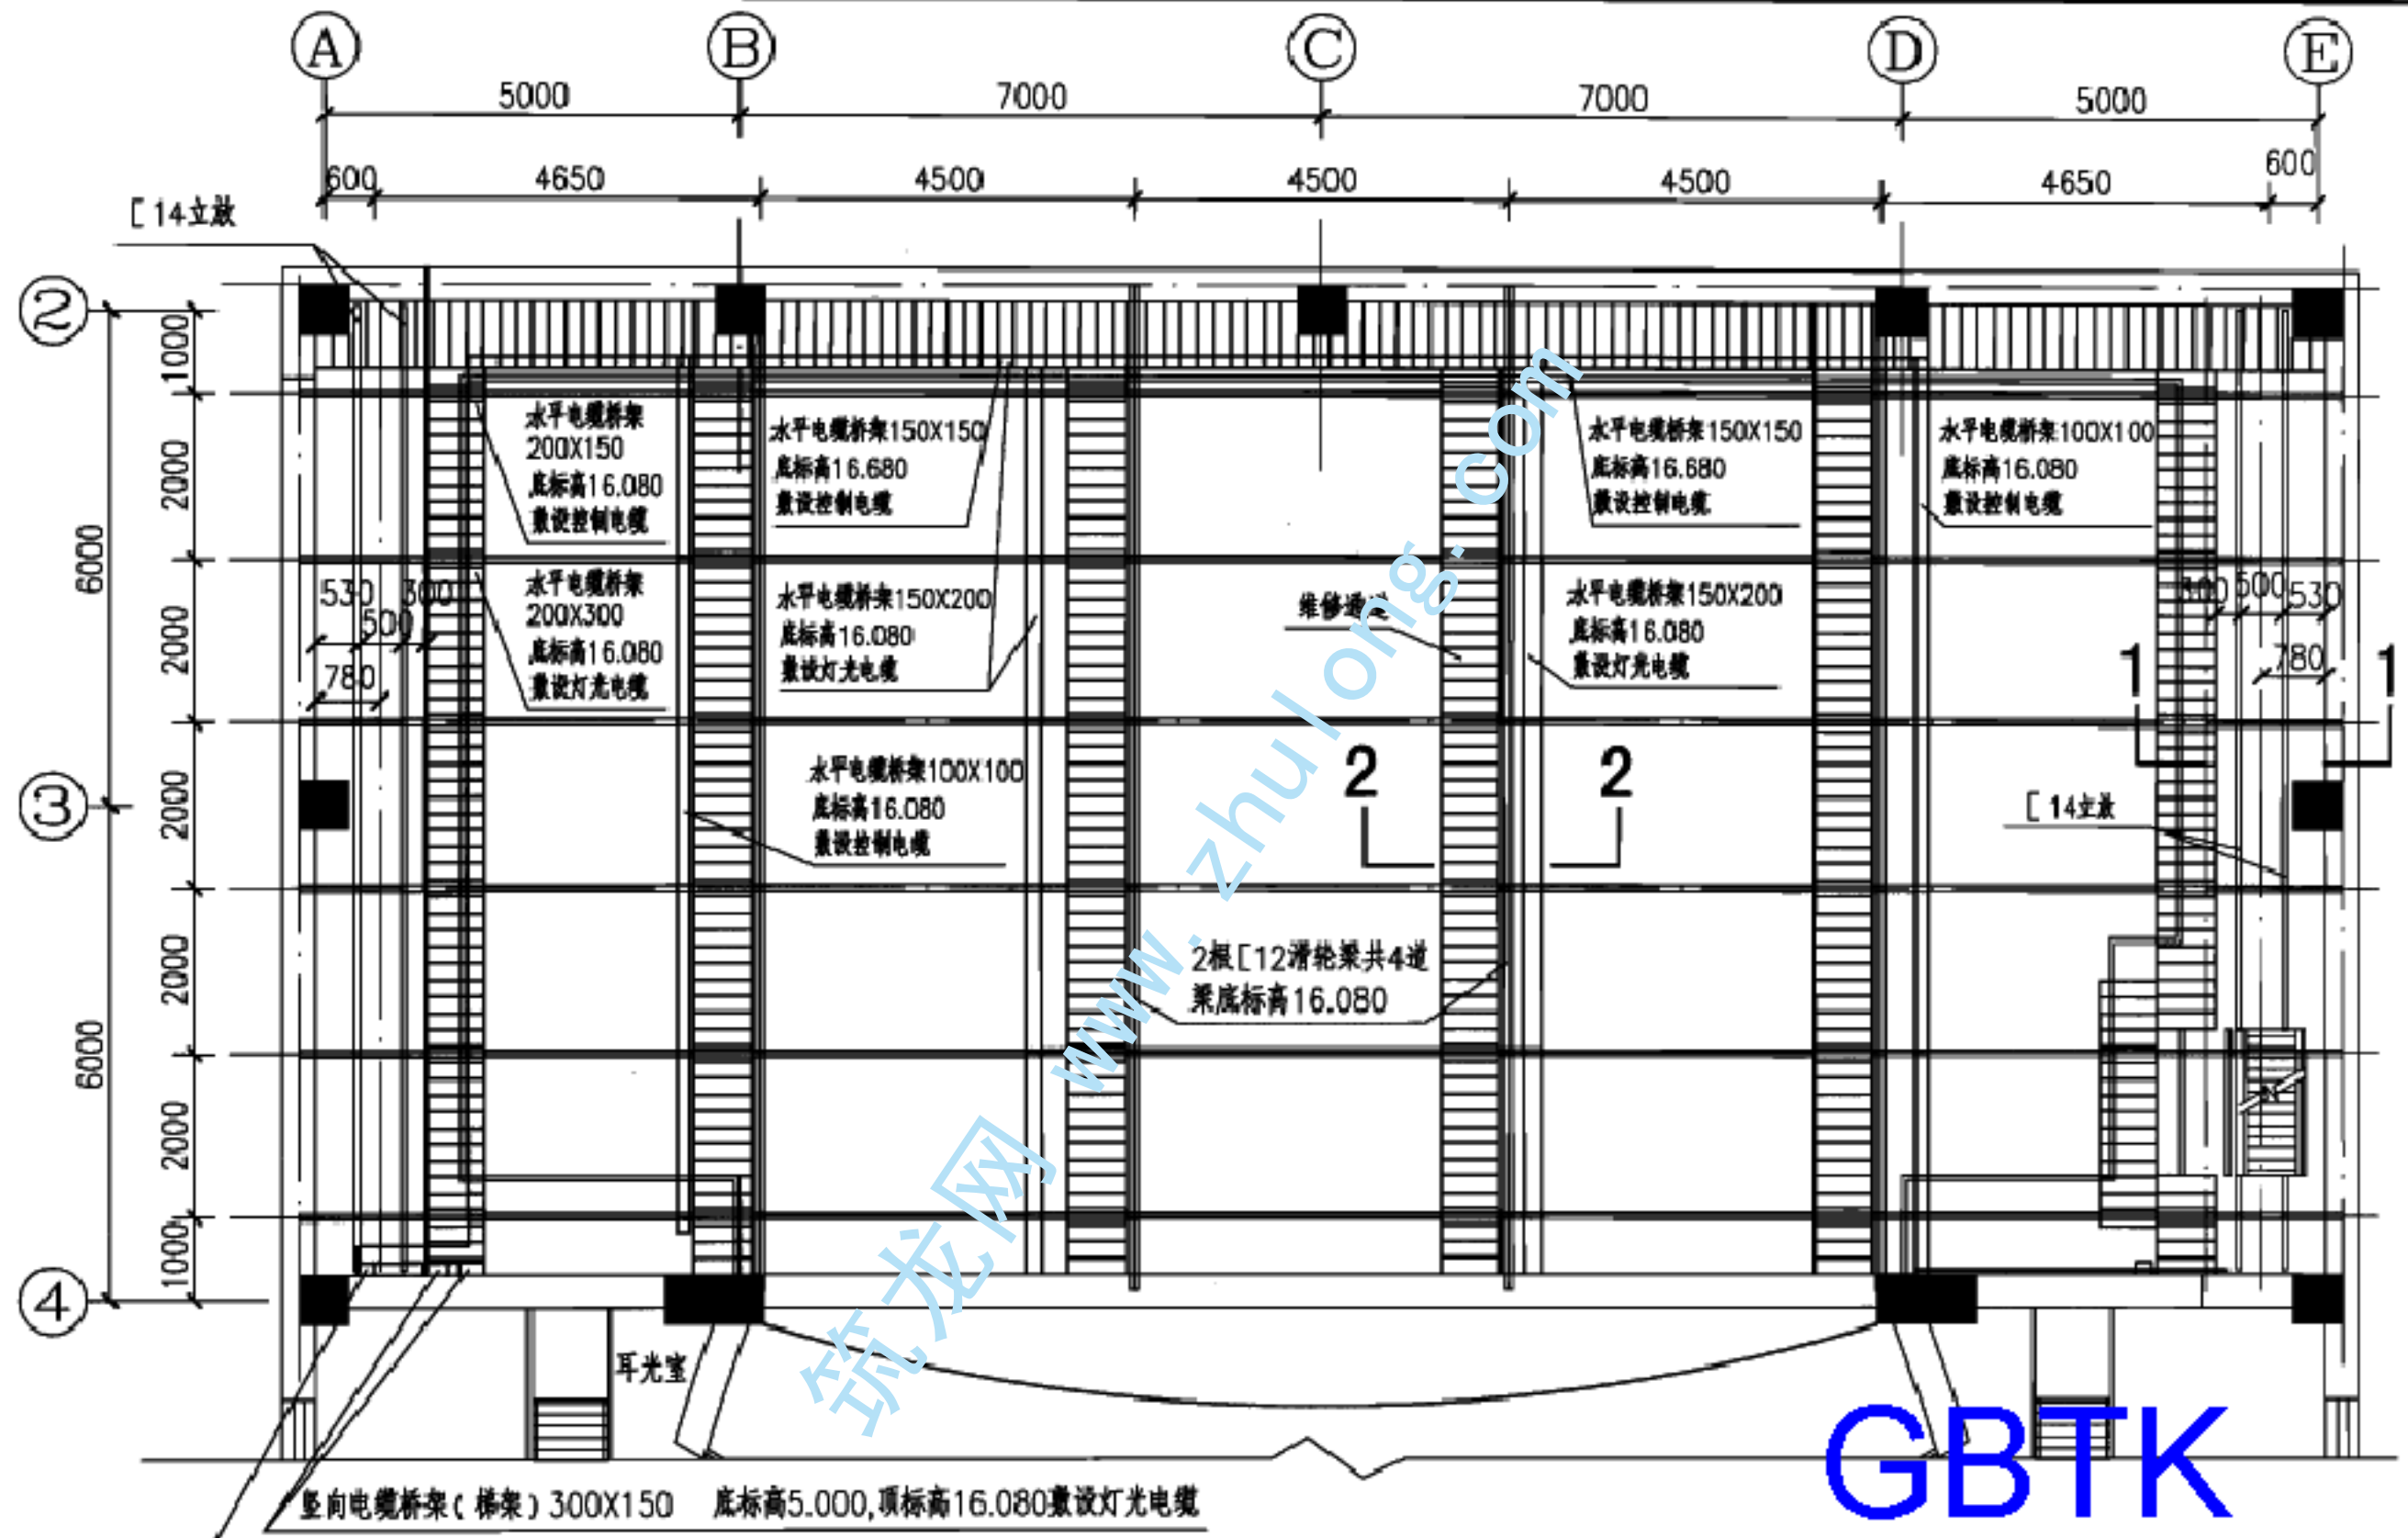 A B C D E
5000 7000 7000 5000
600 4650 4500 4500 4500 4650 600
[14立放
2
1000
2000
6000
2000
2000
3
2000
6000
2000
1000
4
水平电缆桥架
200X150
底标高16.080
敷设控制电缆
水平电缆桥架150X150
底标高16.680
敷设控制电缆
水平电缆桥架150X150
底标高16.680
敷设控制电缆
水平电缆桥架100X100
底标高16.080
敷设控制电缆
530 300
500
780
水平电缆桥架
200X300
底标高16.080
敷设灯光电缆
水平电缆桥架150X200
底标高16.080
敷设灯光电缆
维修通道
水平电缆桥架150X200
底标高16.080
敷设灯光电缆
300 500 530
780
1 1
水平电缆桥架100X100
底标高16.080
敷设控制电缆
2 2
[14立放
2根[12滑轮梁共4道
梁底标高16.080
耳光室
竖向电缆桥架(梯架)300X150 底标高5.000,顶标高16.080敷设灯光电缆
筑龙网 www.zhulong.com
GBTK